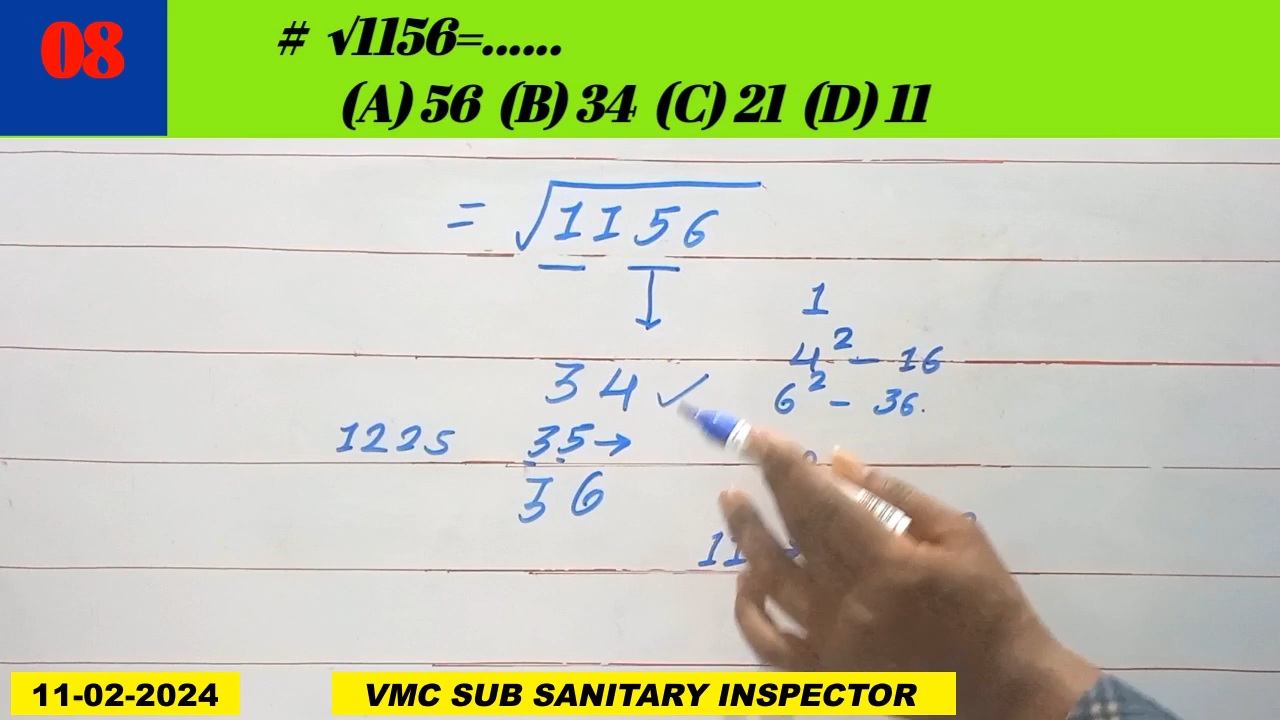 08
# √1156=......
(A) 56 (B) 34 (C) 21 (D) 11
= √1156
1
4² - 16
34 ✓
6² - 36.
1225 35 →
36
11
11-02-2024
VMC SUB SANITARY INSPECTOR